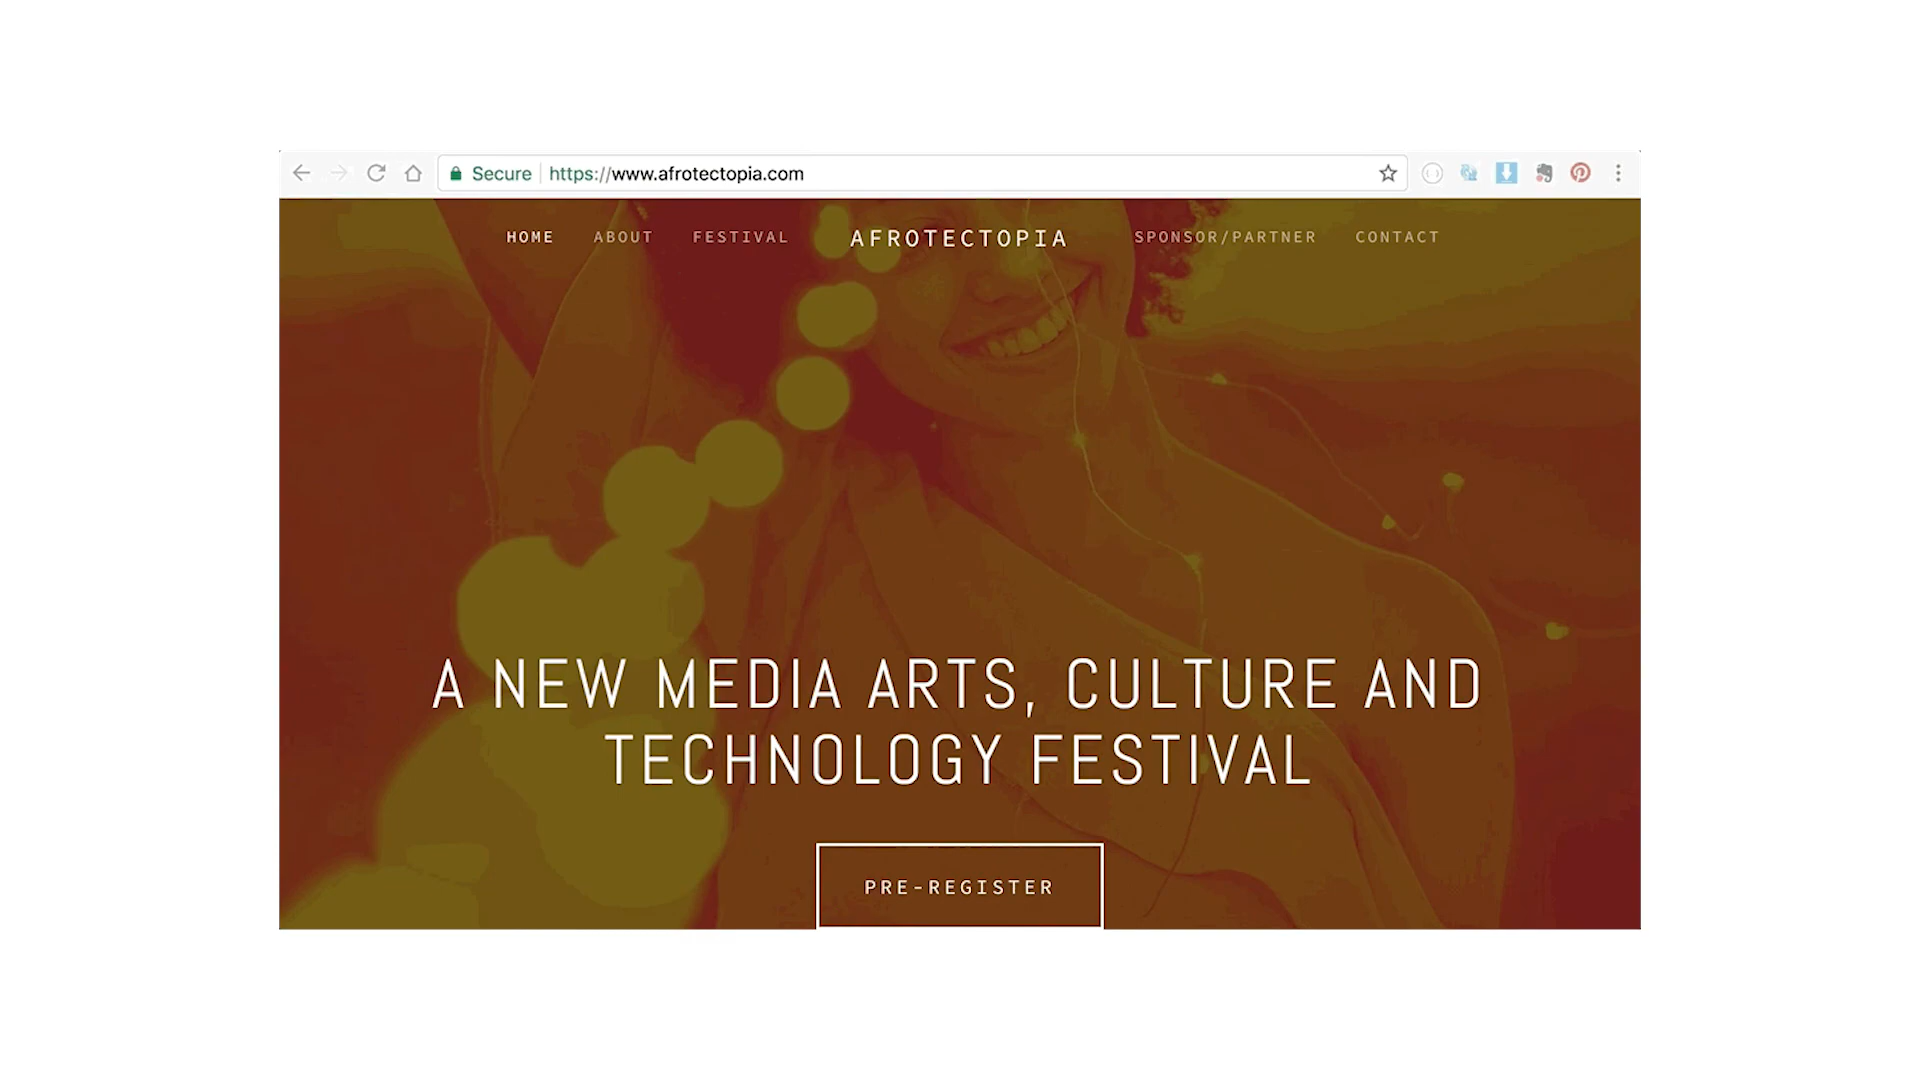 Secure https://www.afrotectopia.com
HOME ABOUT FESTIVAL AFROTECTOPIA SPONSOR/PARTNER CONTACT
A NEW MEDIA ARTS, CULTURE AND
TECHNOLOGY FESTIVAL
PRE-REGISTER